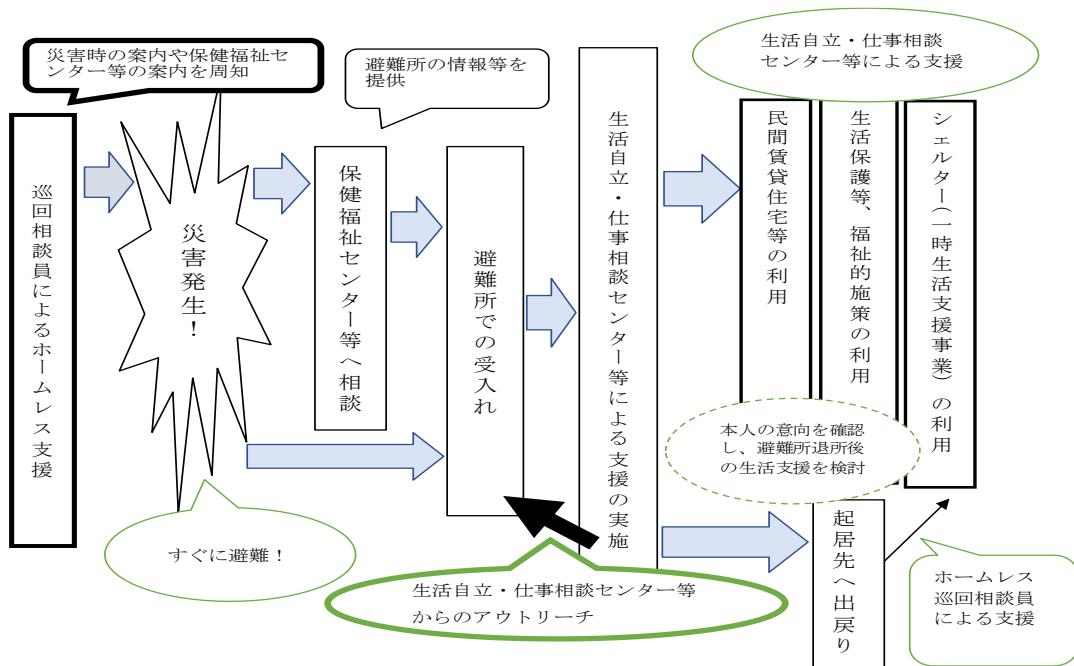 災害時の案内や保健福祉セ
ンター等の案内を周知
巡回相談員によるホームレス支援
災害発生！
すぐに避難！
避難所の情報等を
提供
保健福祉センター等へ相談
避難所での受入れ
生活自立・仕事相談センター等による支援の実施
生活自立・仕事相談センター等
からのアウトリーチ
生活自立・仕事相談
センター等による支援
民間賃貸住宅等の利用
生活保護等、福祉的施策の利用
シェルター（一時生活支援事業）の利用
本人の意向を確認
し、避難所退所後
の生活支援を検討
起居先へ出戻り
ホームレス
巡回相談員
による支援